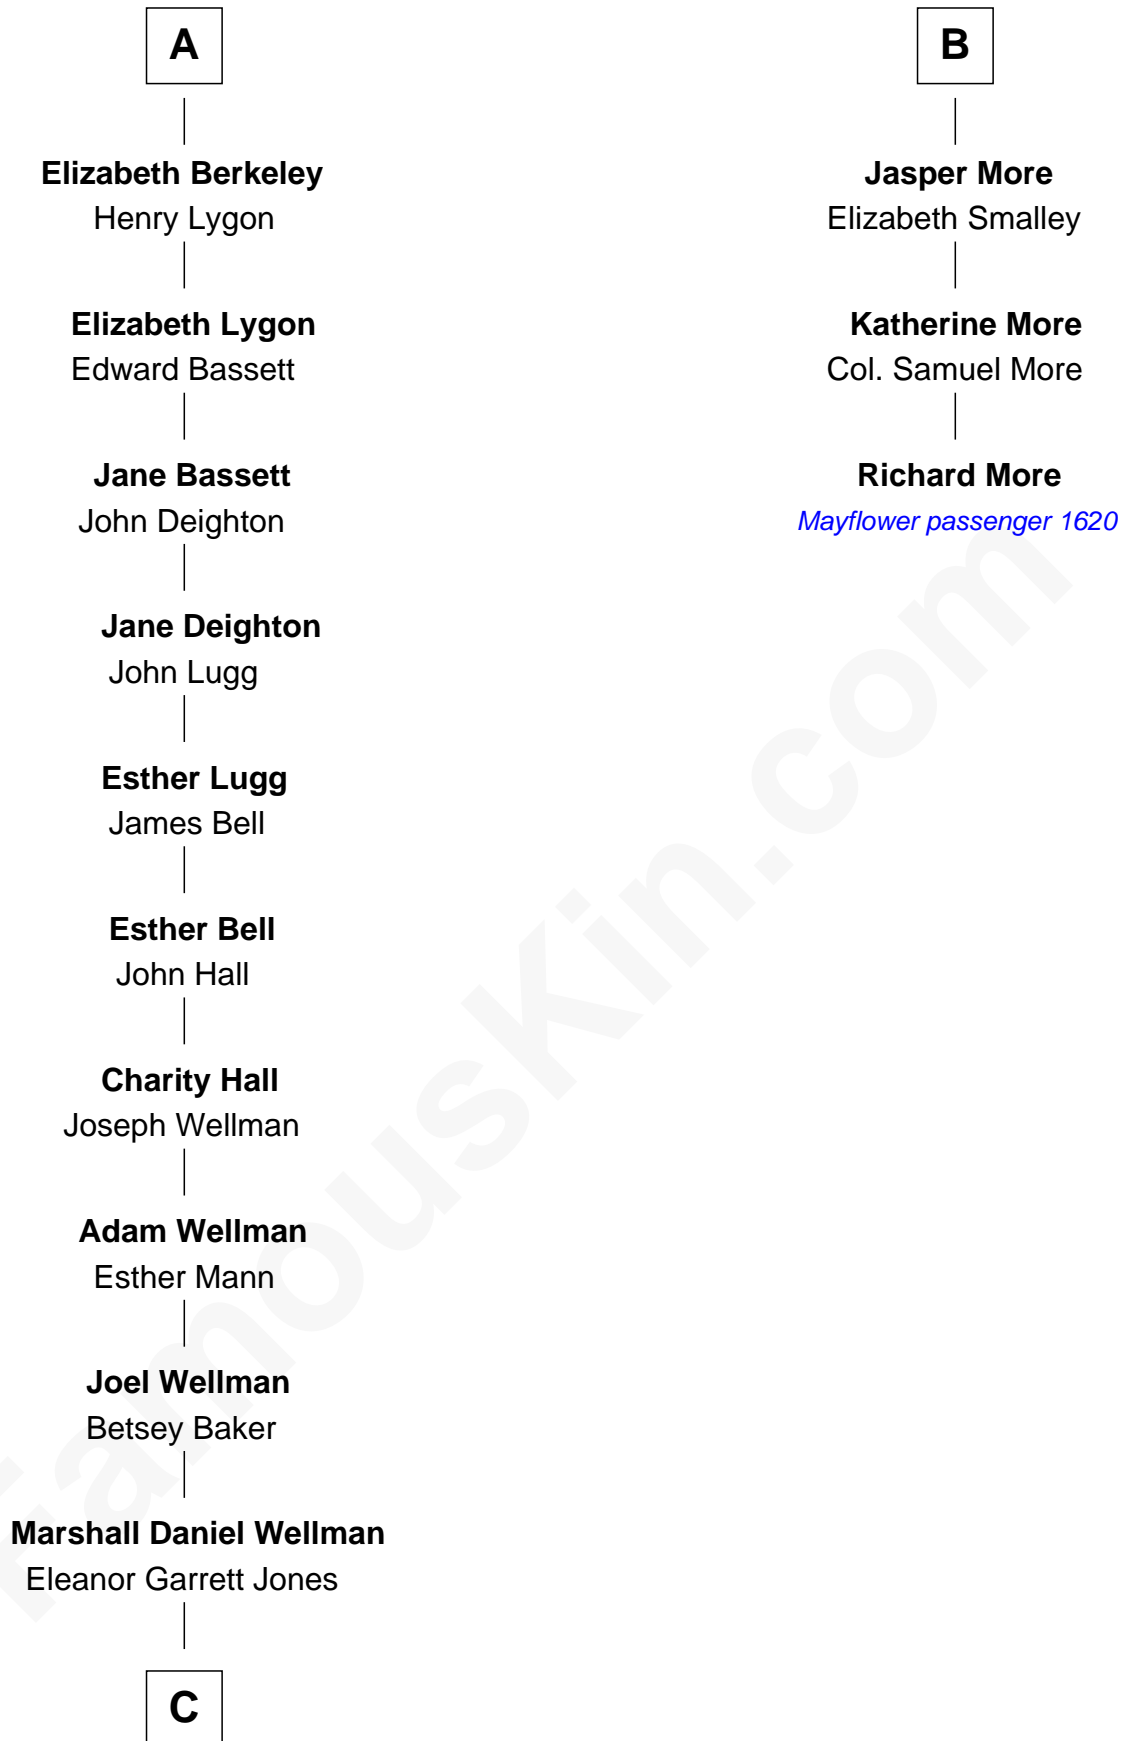 A
Elizabeth Berkeley
Henry Lygon
Elizabeth Lygon
Edward Bassett
Jane Bassett
John Deighton
Jane Deighton
John Lugg
Esther Lugg
James Bell
Esther Bell
John Hall
Charity Hall
Joseph Wellman
Adam Wellman
Esther Mann
Joel Wellman
Betsey Baker
Marshall Daniel Wellman
Eleanor Garrett Jones
C
B
Jasper More
Elizabeth Smalley
Katherine More
Col. Samuel More
Richard More
Mayflower passenger 1620
FamousKin.com